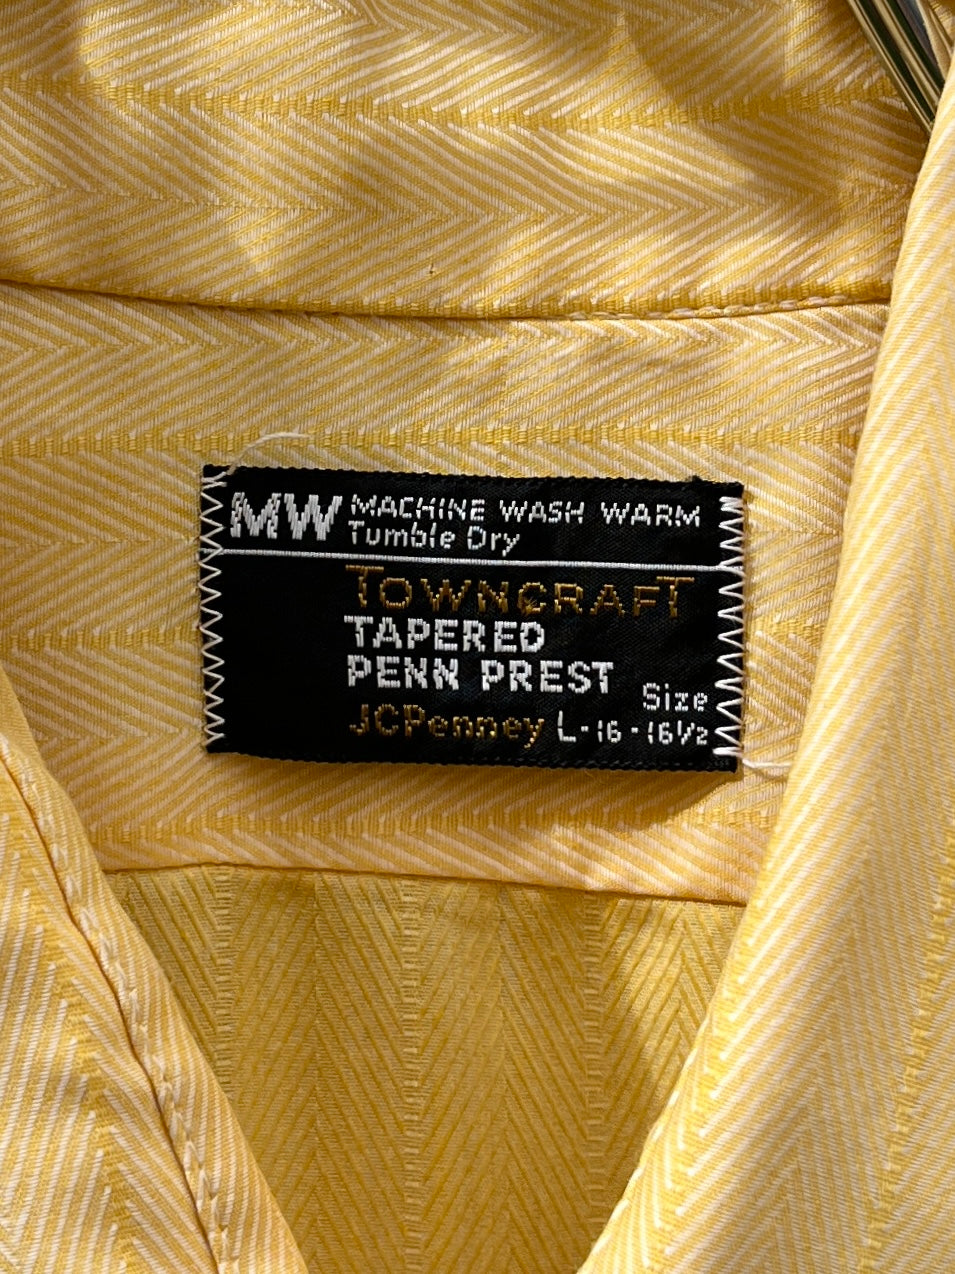 MW MACHINE WASH WARM
Tumble Dry
TOWNCRAFT
TAPERED
PENN PREST
Size
JCPenney L-16-16½